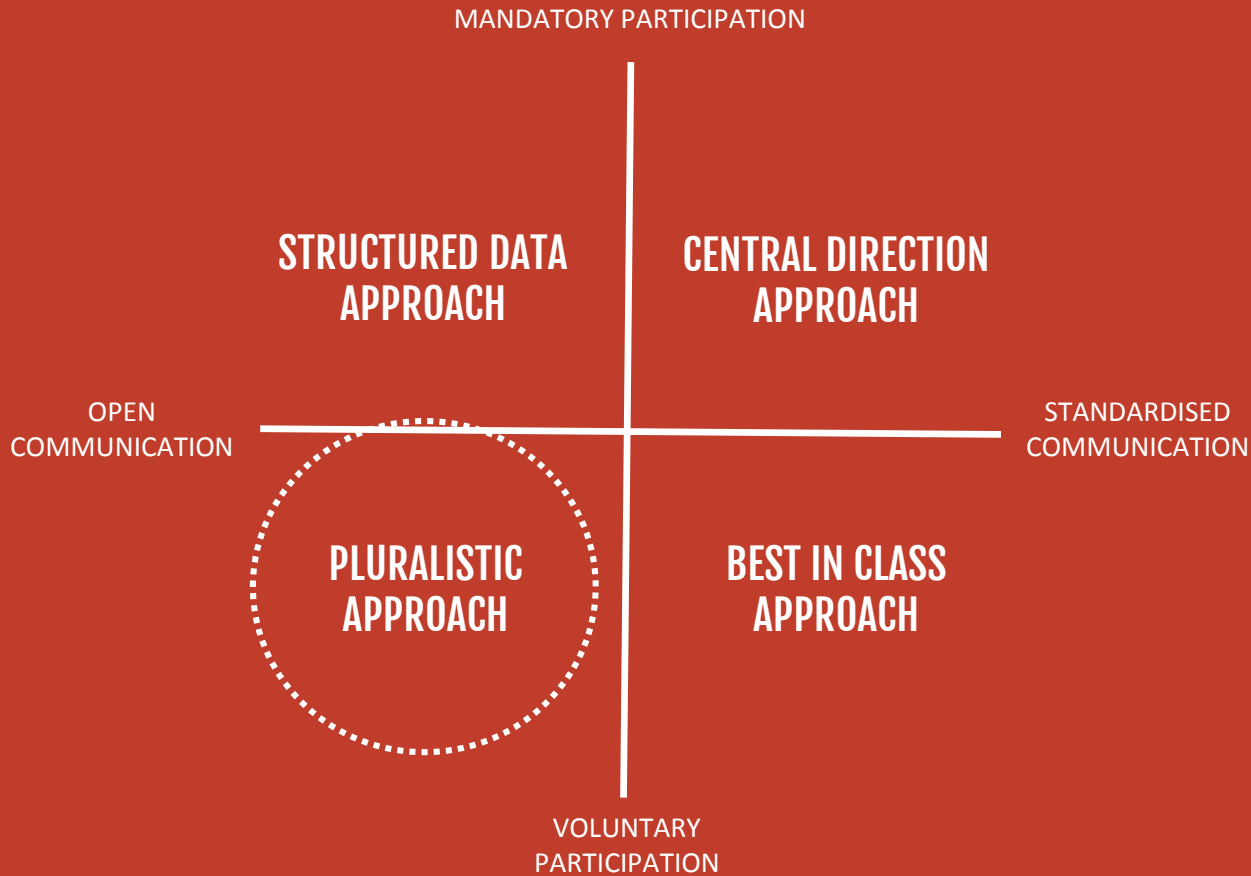 MANDATORY PARTICIPATION
STRUCTURED DATA
APPROACH
CENTRAL DIRECTION
APPROACH
OPEN
COMMUNICATION
STANDARDISED
COMMUNICATION
PLURALISTIC
APPROACH
BEST IN CLASS
APPROACH
VOLUNTARY
PARTICIPATION